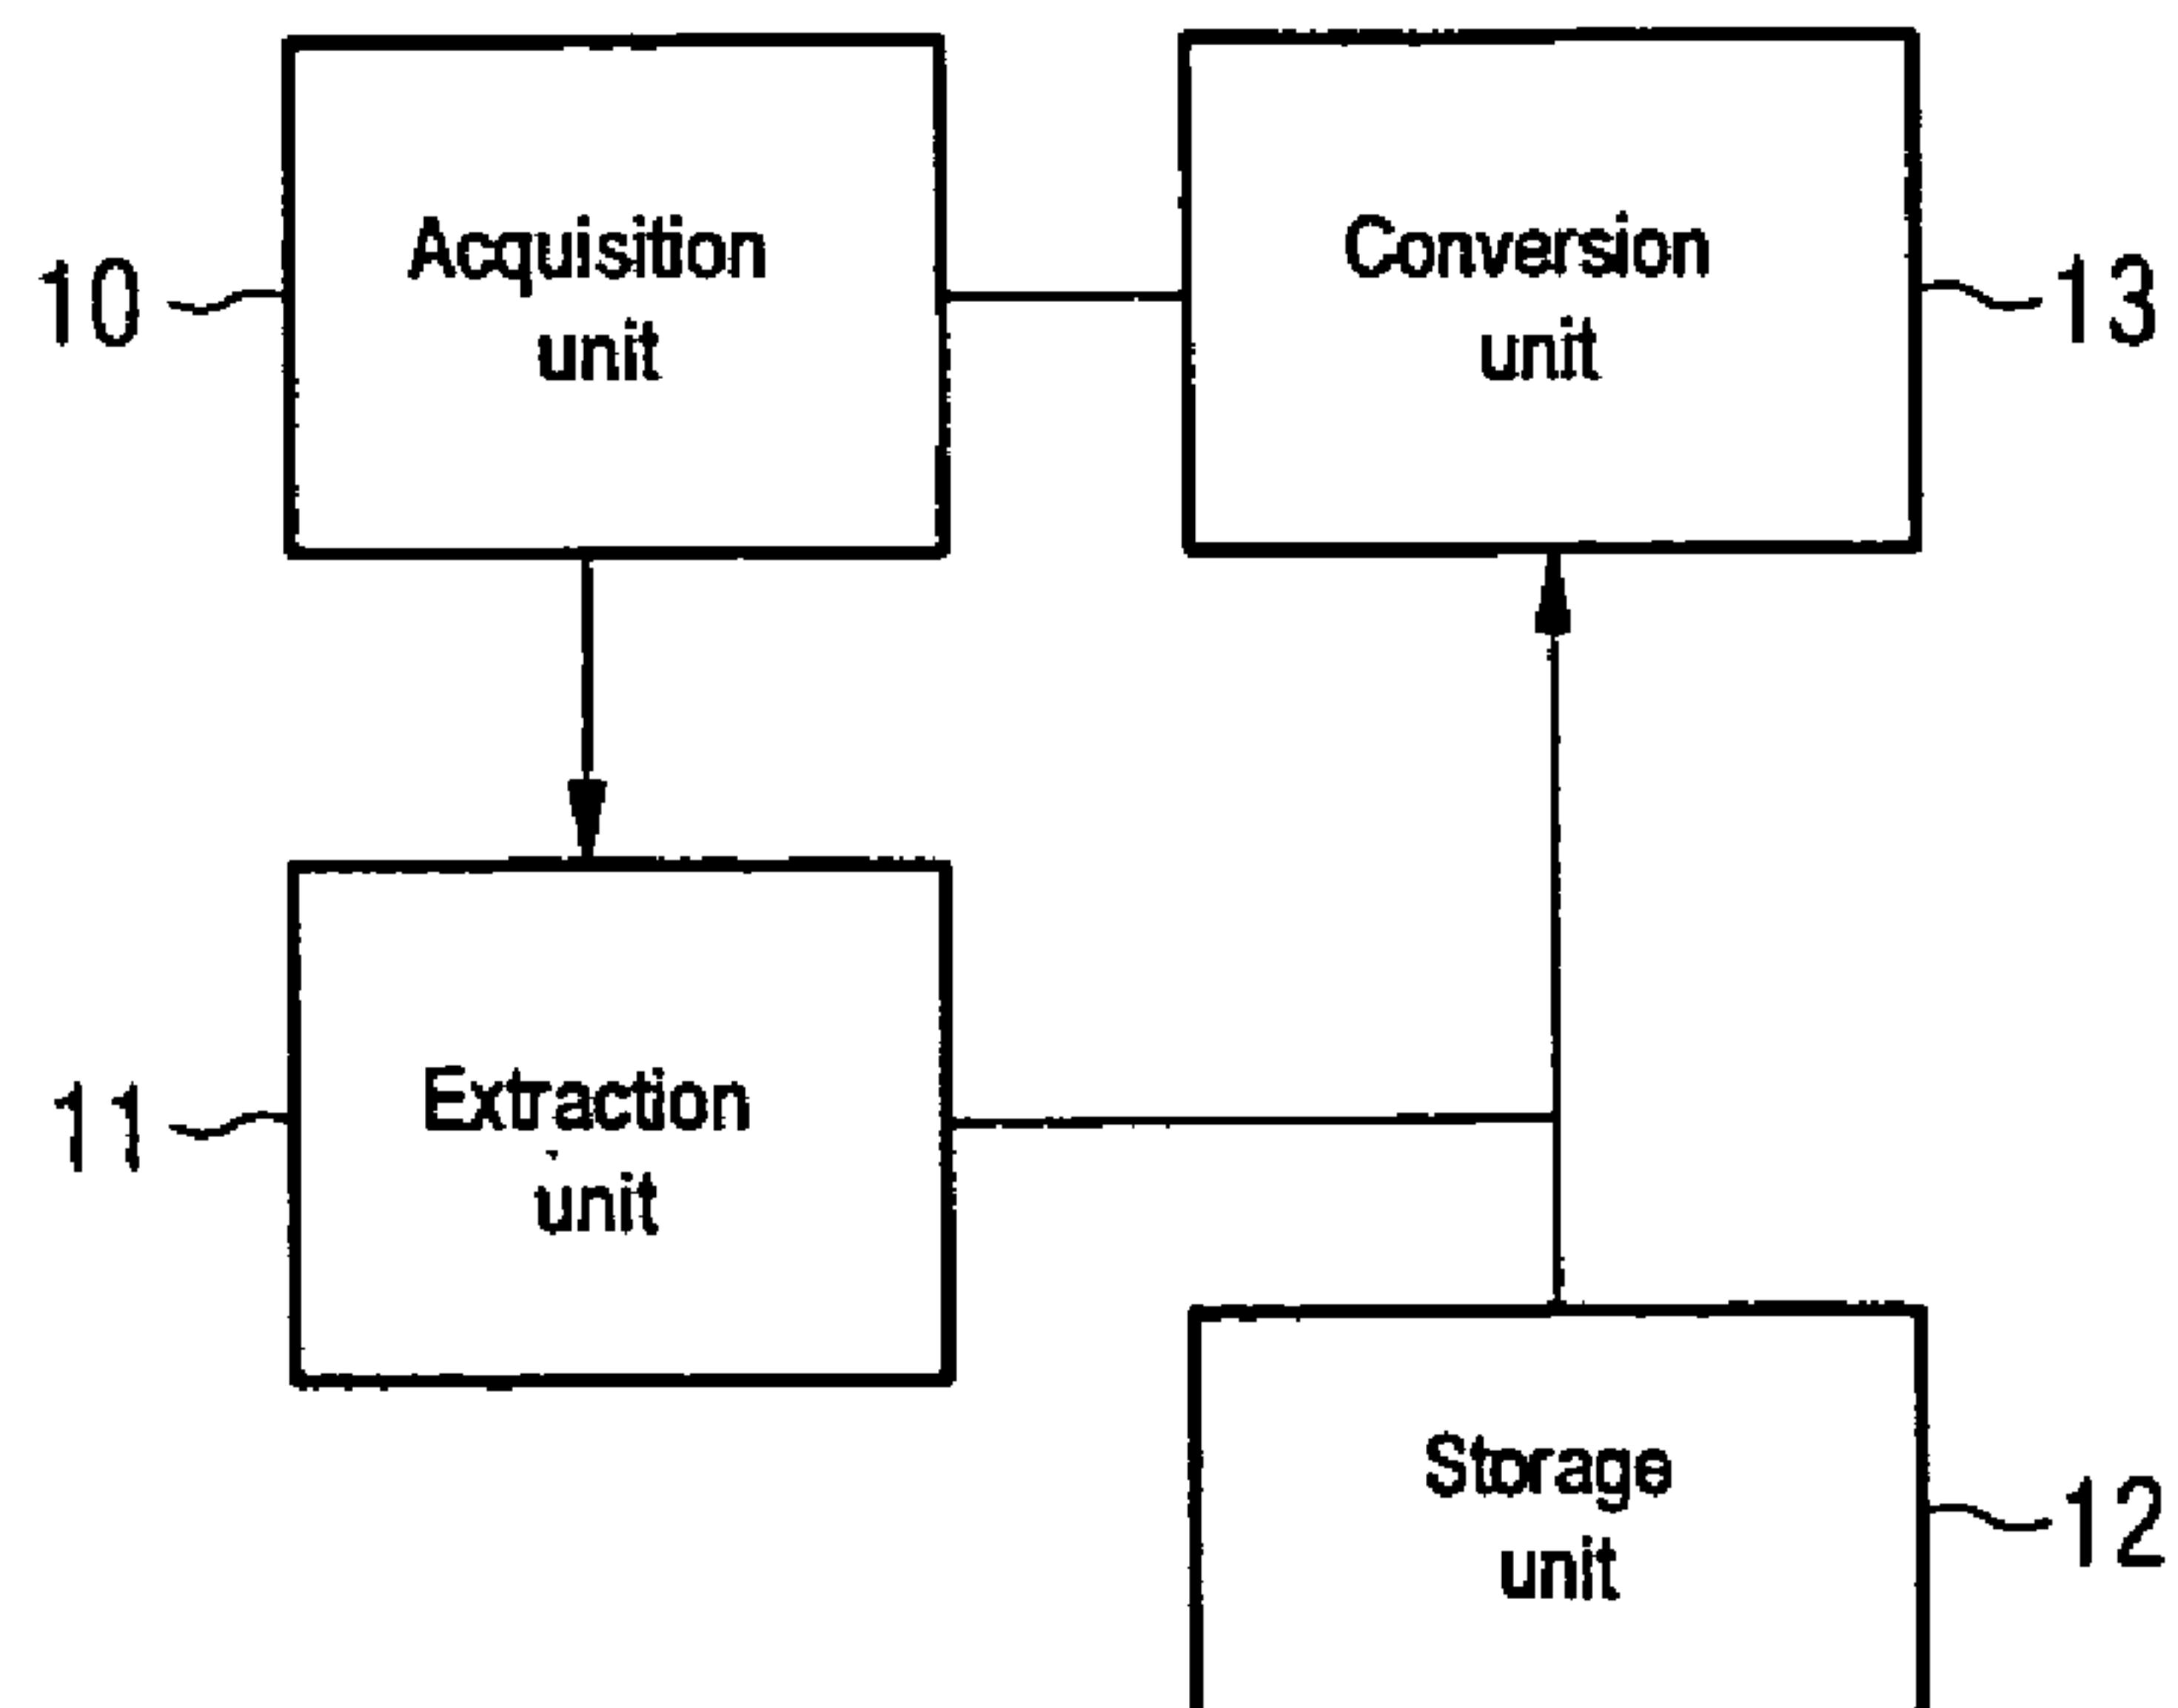 10
Acquisition
unit
Conversion
unit
13
11
Extraction
unit
Storage
unit
12